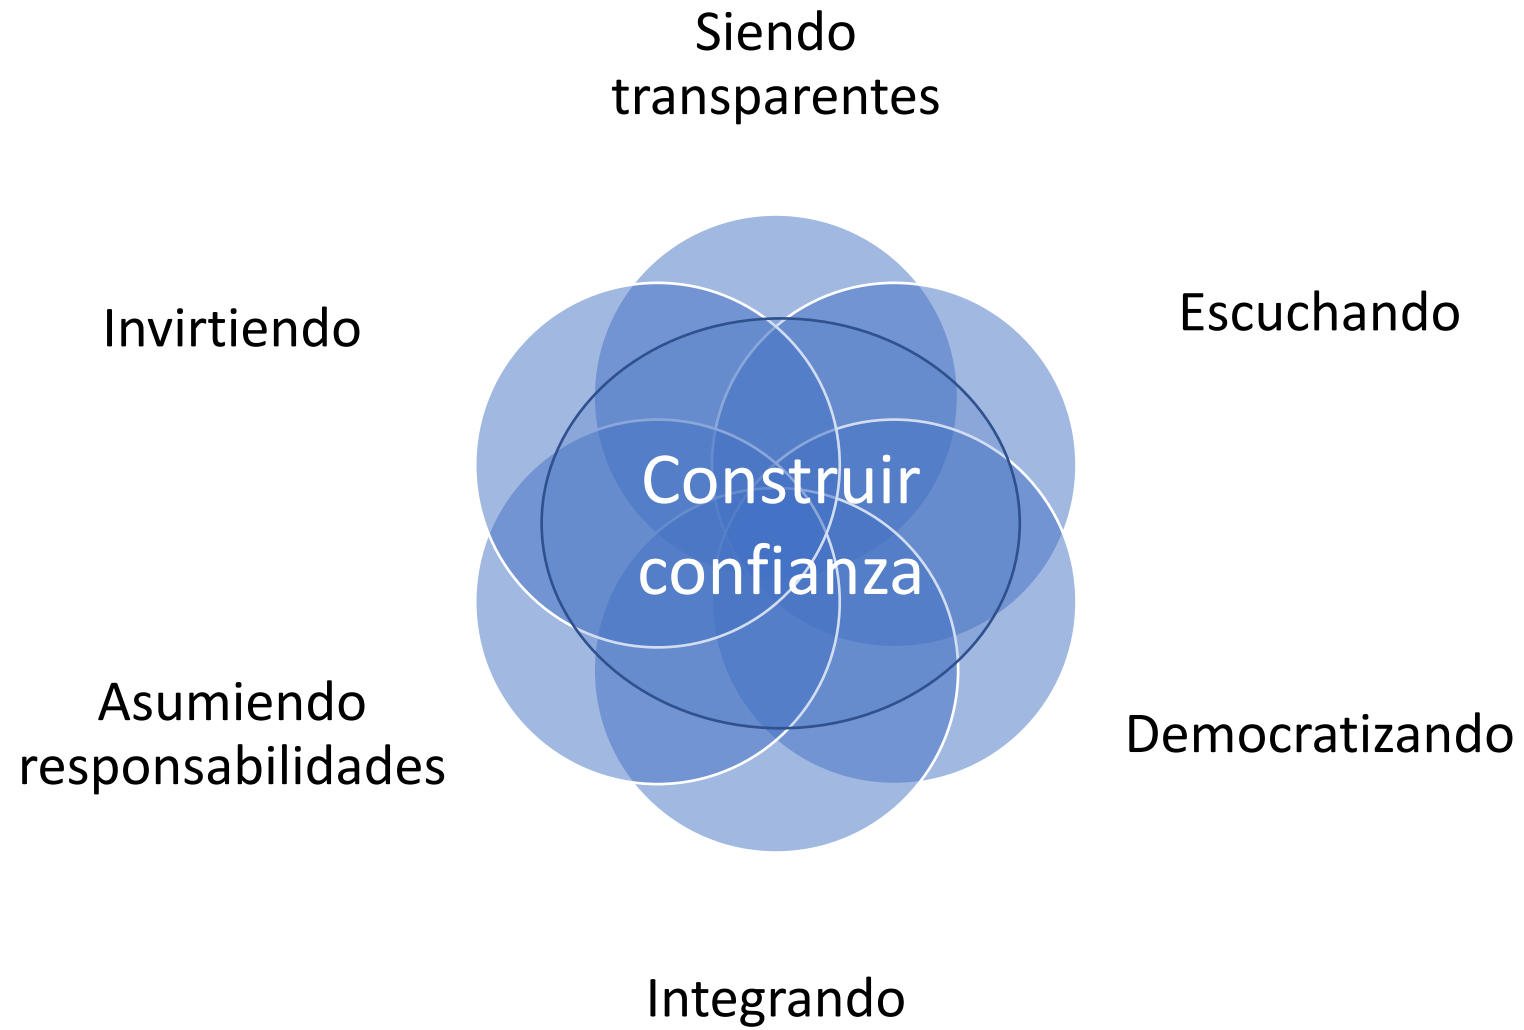 Siendo
transparentes
Invirtiendo
Escuchando
Construir
confianza
Asumiendo
responsabilidades
Democratizando
Integrando